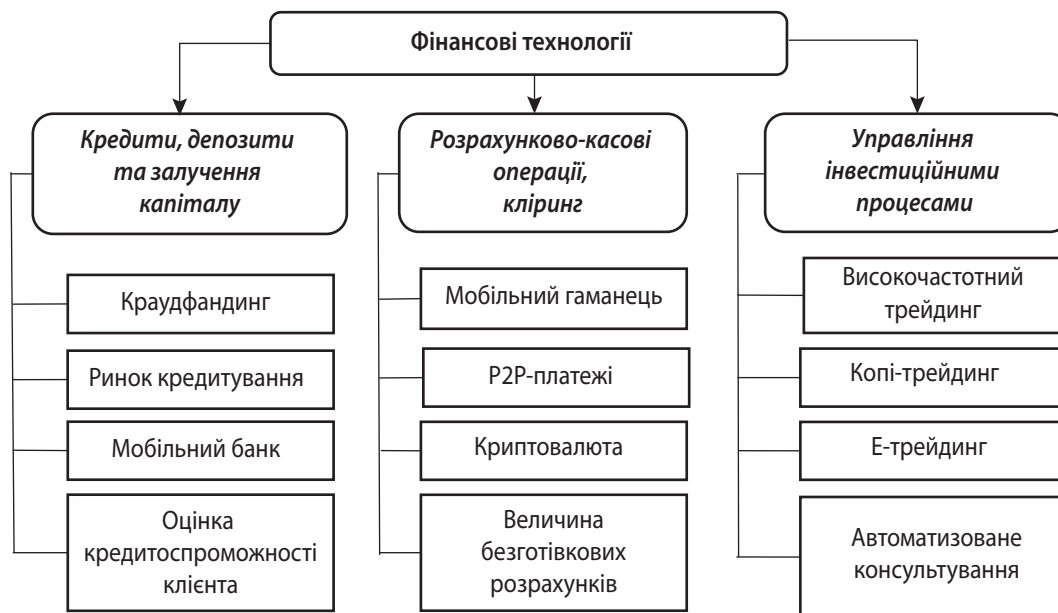 Фінансові технології
Кредити, депозити
та залучення
капіталу
Краудфандинг
Ринок кредитування
Мобільний банк
Оцінка
кредитоспроможності
клієнта
Розрахунково-касові
операції,
кліринг
Мобільний гаманець
P2P-платежі
Криптовалюта
Величина
безготівкових
розрахунків
Управління
інвестиційними
процесами
Високочастотний
трейдинг
Копі-трейдинг
Е-трейдинг
Автоматизоване
консультування